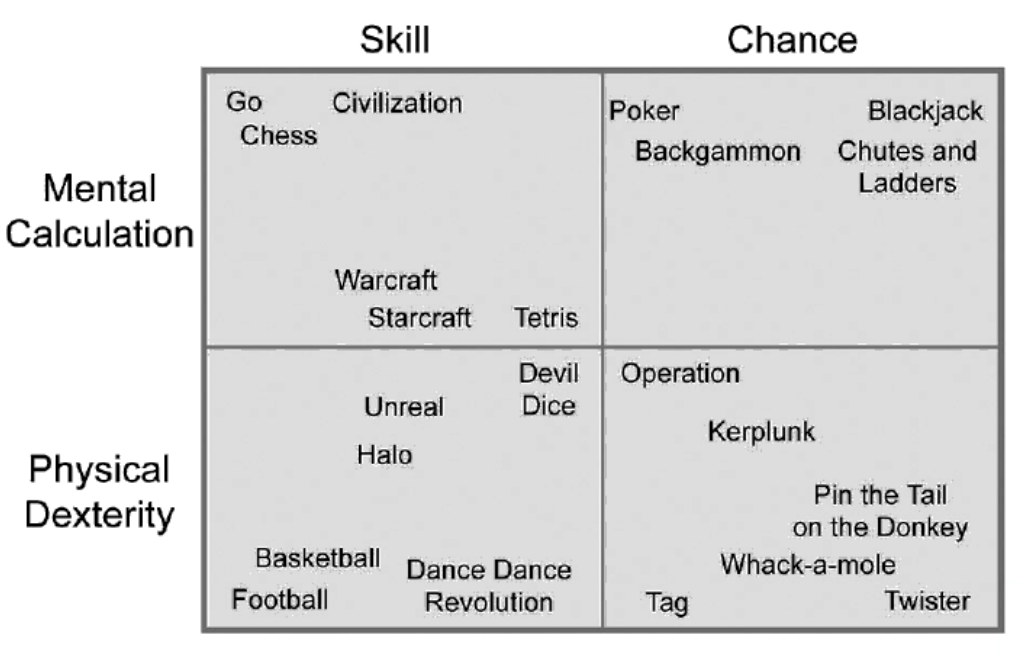 Skill
Chance
Mental
Calculation
Go
Civilization
Chess
Warcraft
Starcraft
Tetris
Poker
Blackjack
Backgammon
Chutes and
Ladders
Physical
Dexterity
Devil
Dice
Unreal
Halo
Basketball
Football
Dance Dance
Revolution
Operation
Kerplunk
Pin the Tail
on the Donkey
Whack-a-mole
Tag
Twister